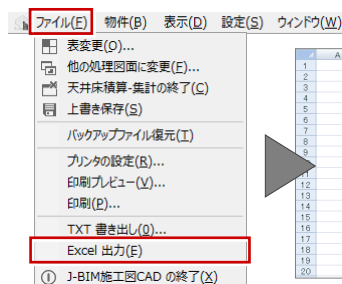 ファイル(F) 物件(B) 表示(D) 設定(S) ウィンドウ(W)
表変更(O)...
他の処理図面に変更(E)...
天井床積算-集計の終了(C)
上書き保存(S)
バックアップファイル復元(T)
プリンタの設定(R)...
印刷プレビュー(V)...
印刷(P)...
TXT 書き出し(0)...
Excel 出力(E)
J-BIM施工図CAD の終了(X)
A
1
2
3
4
5
6
7
8
9
12
13
14
15
16
17
18
19
20